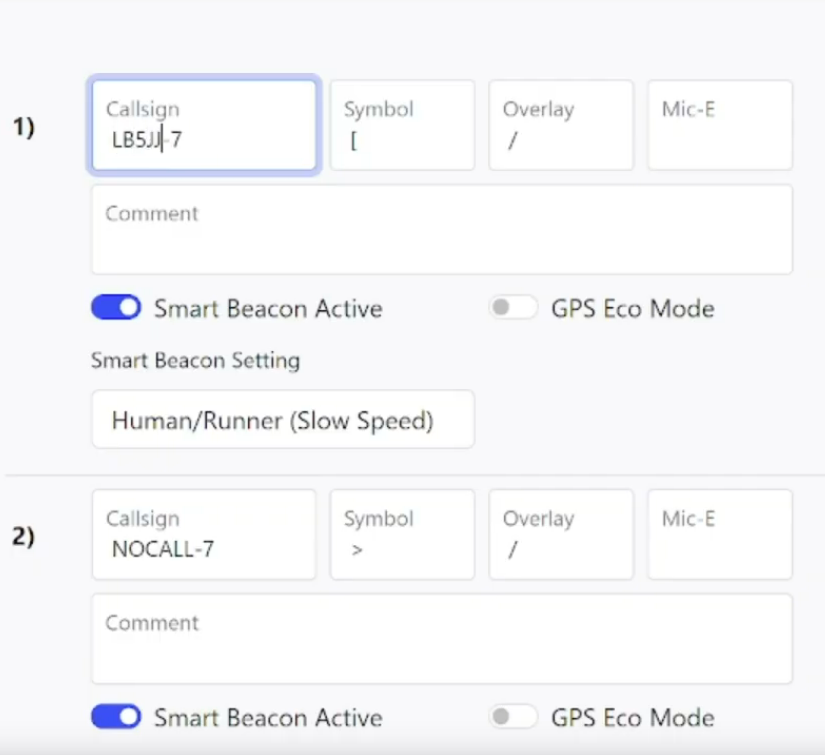 1)
Callsign Symbol Overlay Mic-E
LB5JJ-7 [ /
Comment
Smart Beacon Active GPS Eco Mode
Smart Beacon Setting
Human/Runner (Slow Speed)
2)
Callsign Symbol Overlay Mic-E
NOCALL-7 > /
Comment
Smart Beacon Active GPS Eco Mode